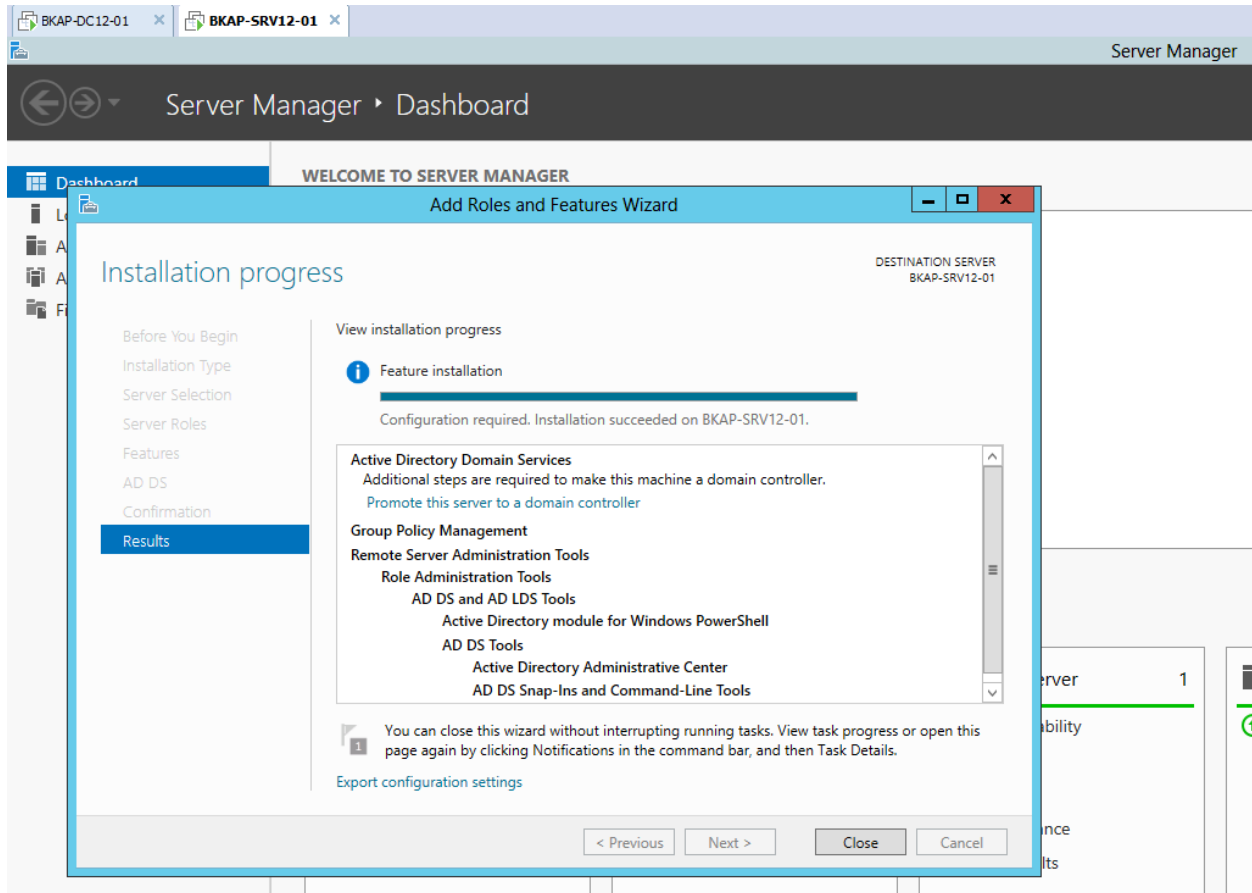 BKAP-DC12-01
BKAP-SRV12-01
Server Manager
Server Manager • Dashboard
Dashboard
WELCOME TO SERVER MANAGER
Add Roles and Features Wizard
Installation progress
DESTINATION SERVER
BKAP-SRV12-01
Before You Begin
Installation Type
Server Selection
Server Roles
Features
AD DS
Confirmation
Results
View installation progress
Feature installation
Configuration required. Installation succeeded on BKAP-SRV12-01.
Active Directory Domain Services
Additional steps are required to make this machine a domain controller.
Promote this server to a domain controller
Group Policy Management
Remote Server Administration Tools
Role Administration Tools
AD DS and AD LDS Tools
Active Directory module for Windows PowerShell
AD DS Tools
Active Directory Administrative Center
AD DS Snap-Ins and Command-Line Tools
1
You can close this wizard without interrupting running tasks. View task progress or open this
page again by clicking Notifications in the command bar, and then Task Details.
Export configuration settings
< Previous
Next >
Close
Cancel
1